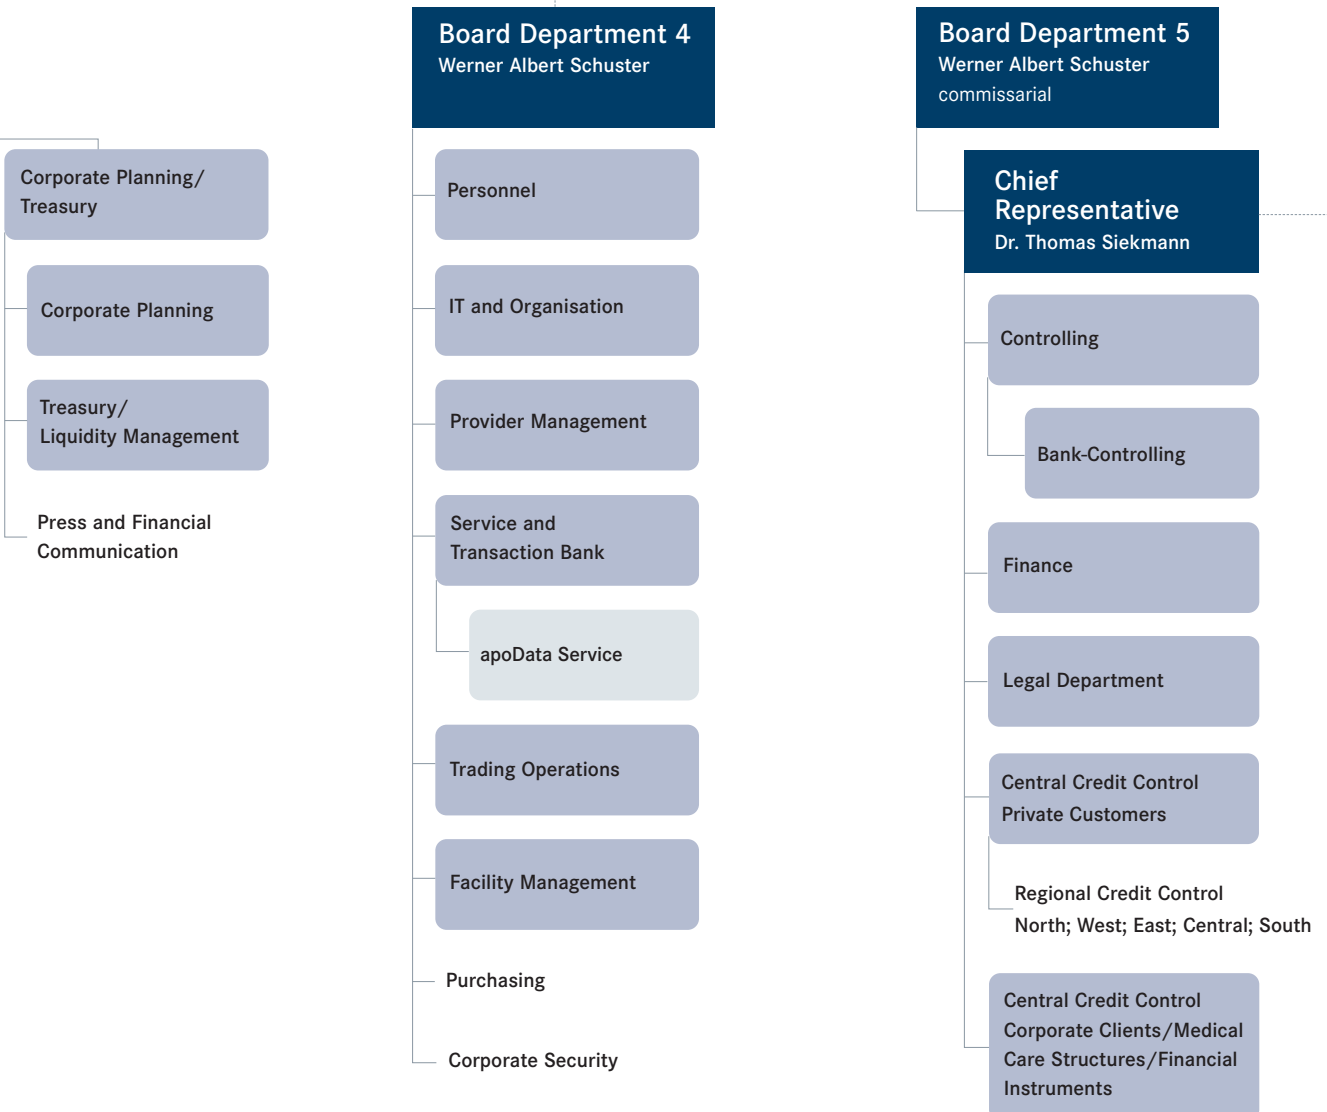 Corporate Planning/
Treasury
Corporate Planning
Treasury/
Liquidity Management
Press and Financial
Communication
Board Department 4
Werner Albert Schuster
Personnel
IT and Organisation
Provider Management
Service and
Transaction Bank
apoData Service
Trading Operations
Facility Management
Purchasing
Corporate Security
Board Department 5
Werner Albert Schuster
commissarial
Chief
Representative
Dr. Thomas Siekmann
Controlling
Bank-Controlling
Finance
Legal Department
Central Credit Control
Private Customers
Regional Credit Control
North; West; East; Central; South
Central Credit Control
Corporate Clients/Medical
Care Structures/Financial
Instruments